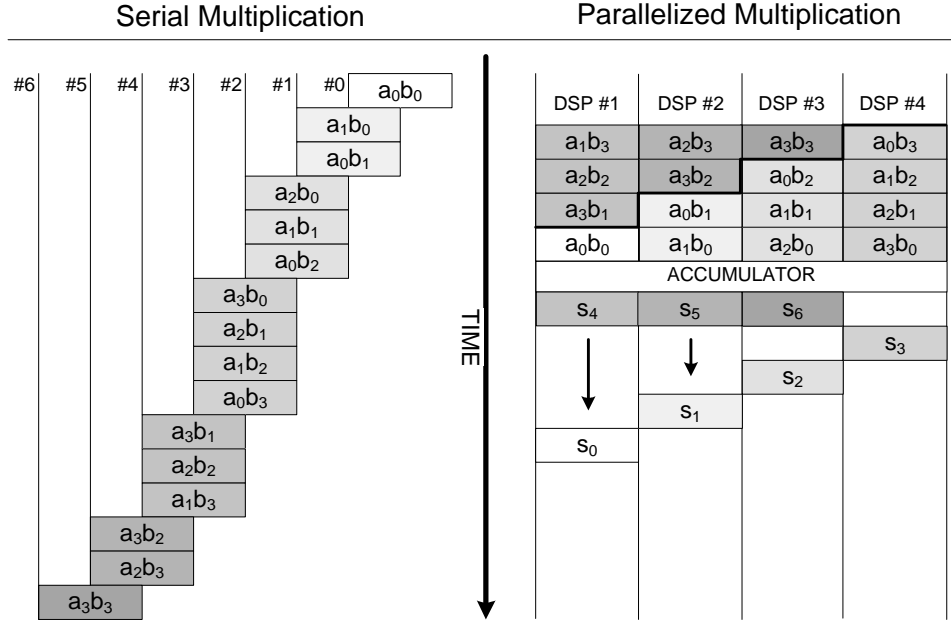 Serial Multiplication
#6 #5 #4 #3 #2 #1 #0
a₀b₀
a₁b₀
a₀b₁
a₂b₀
a₁b₁
a₀b₂
a₃b₀
a₂b₁
a₁b₂
a₀b₃
a₃b₁
a₂b₂
a₁b₃
a₃b₂
a₂b₃
a₃b₃
TIME
Parallelized Multiplication
DSP #1 DSP #2 DSP #3 DSP #4
a₁b₃ a₂b₃ a₃b₃ a₀b₃
a₂b₂ a₃b₂ a₀b₂ a₁b₂
a₃b₁ a₀b₁ a₁b₁ a₂b₁
a₀b₀ a₁b₀ a₂b₀ a₃b₀
ACCUMULATOR
s₄ s₅ s₆
s₃
s₂
s₁
s₀